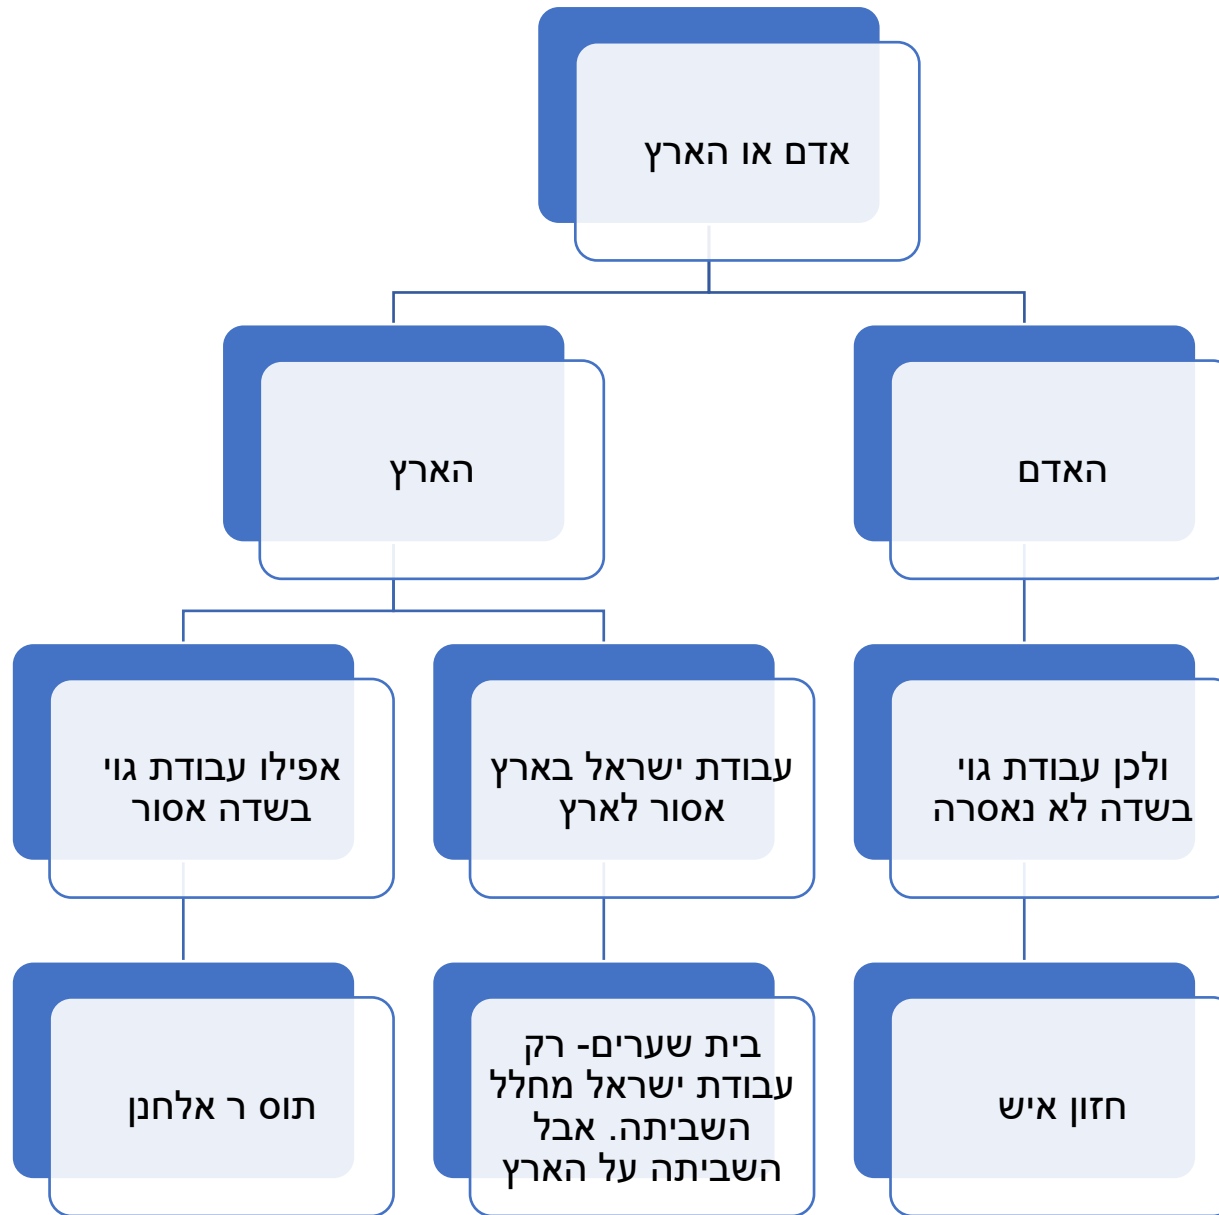 אדם או הארץ
האדם
הארץ
ולכן עבודת גוי
בשדה לא נאסרה
עבודת ישראל בארץ
אסור לארץ
אפילו עבודת גוי
בשדה אסור
חזון איש
בית שערים- רק
עבודת ישראל מחלל
השביתה. אבל
השביתה על הארץ
תוס ר אלחנן